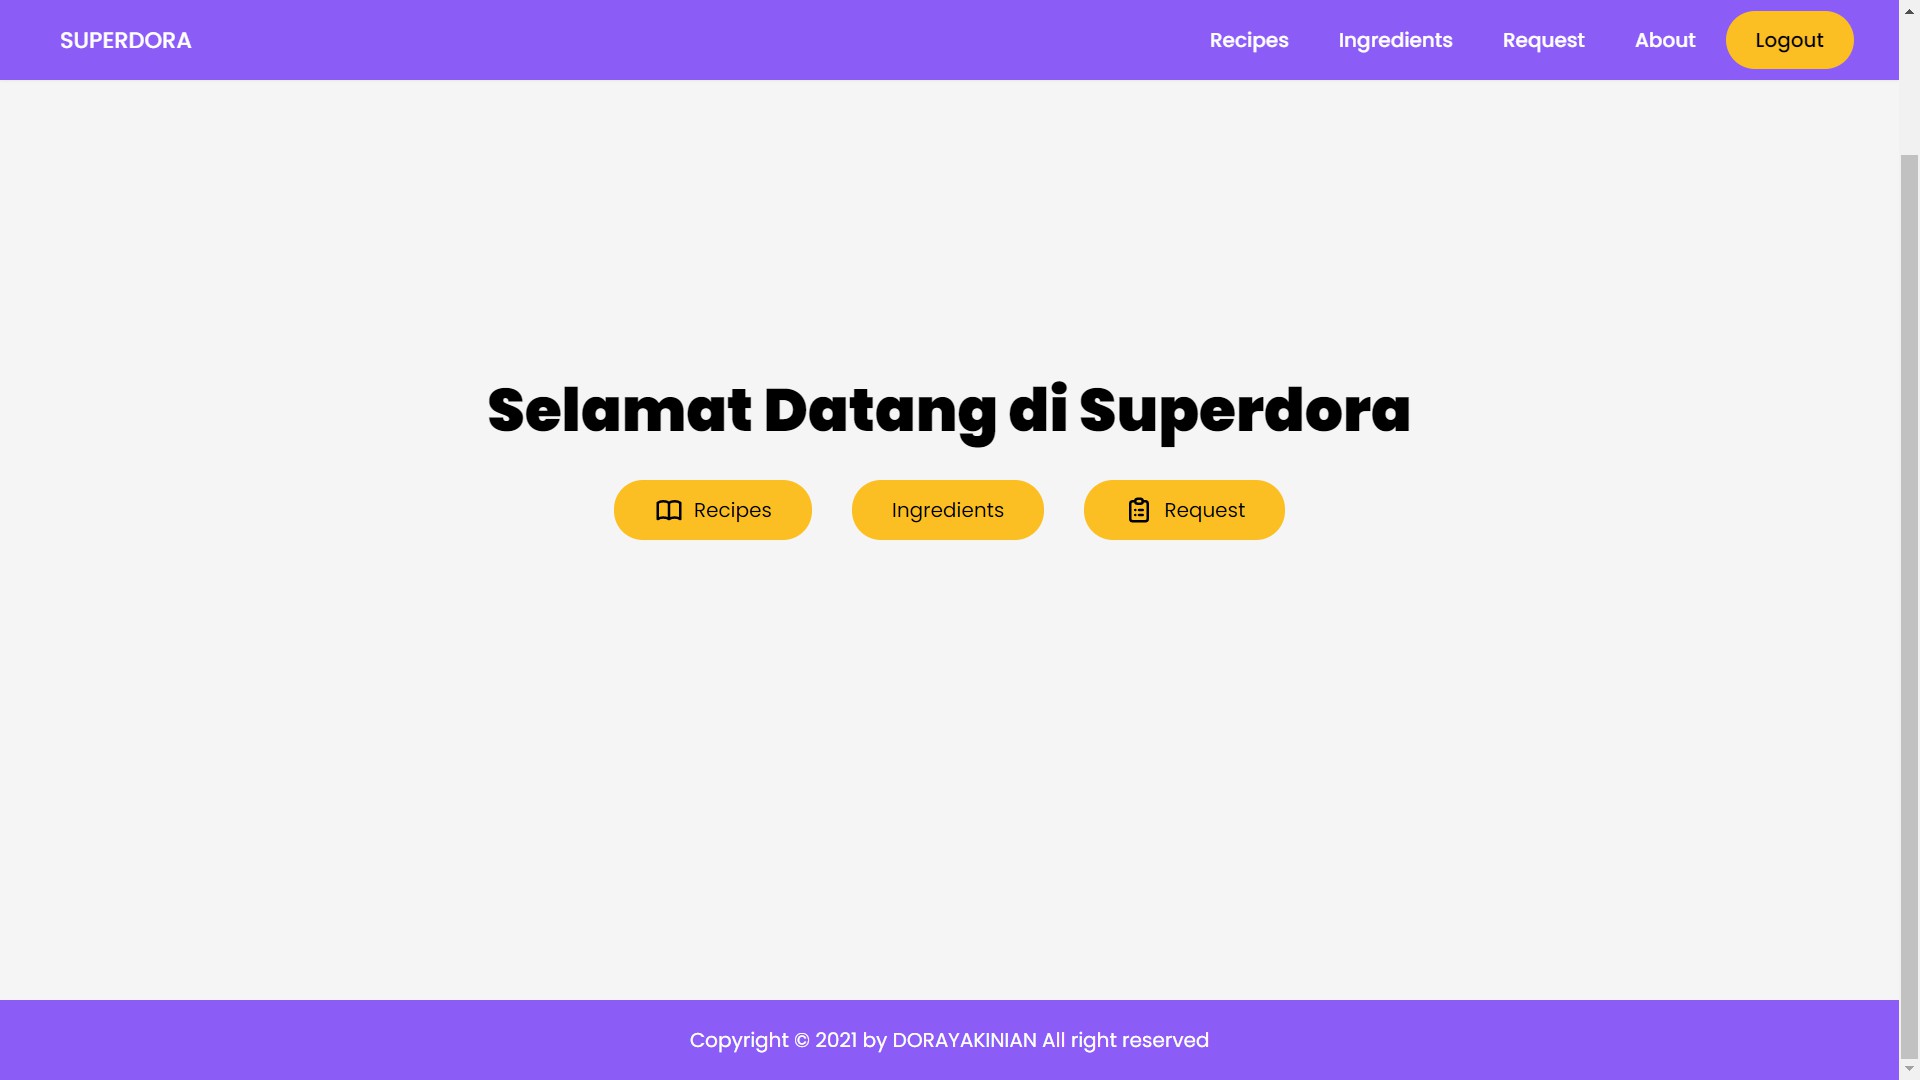 SUPERDORA Recipes Ingredients Request About Logout
Selamat Datang di Superdora
Recipes Ingredients Request
Copyright © 2021 by DORAYAKINIAN All right reserved